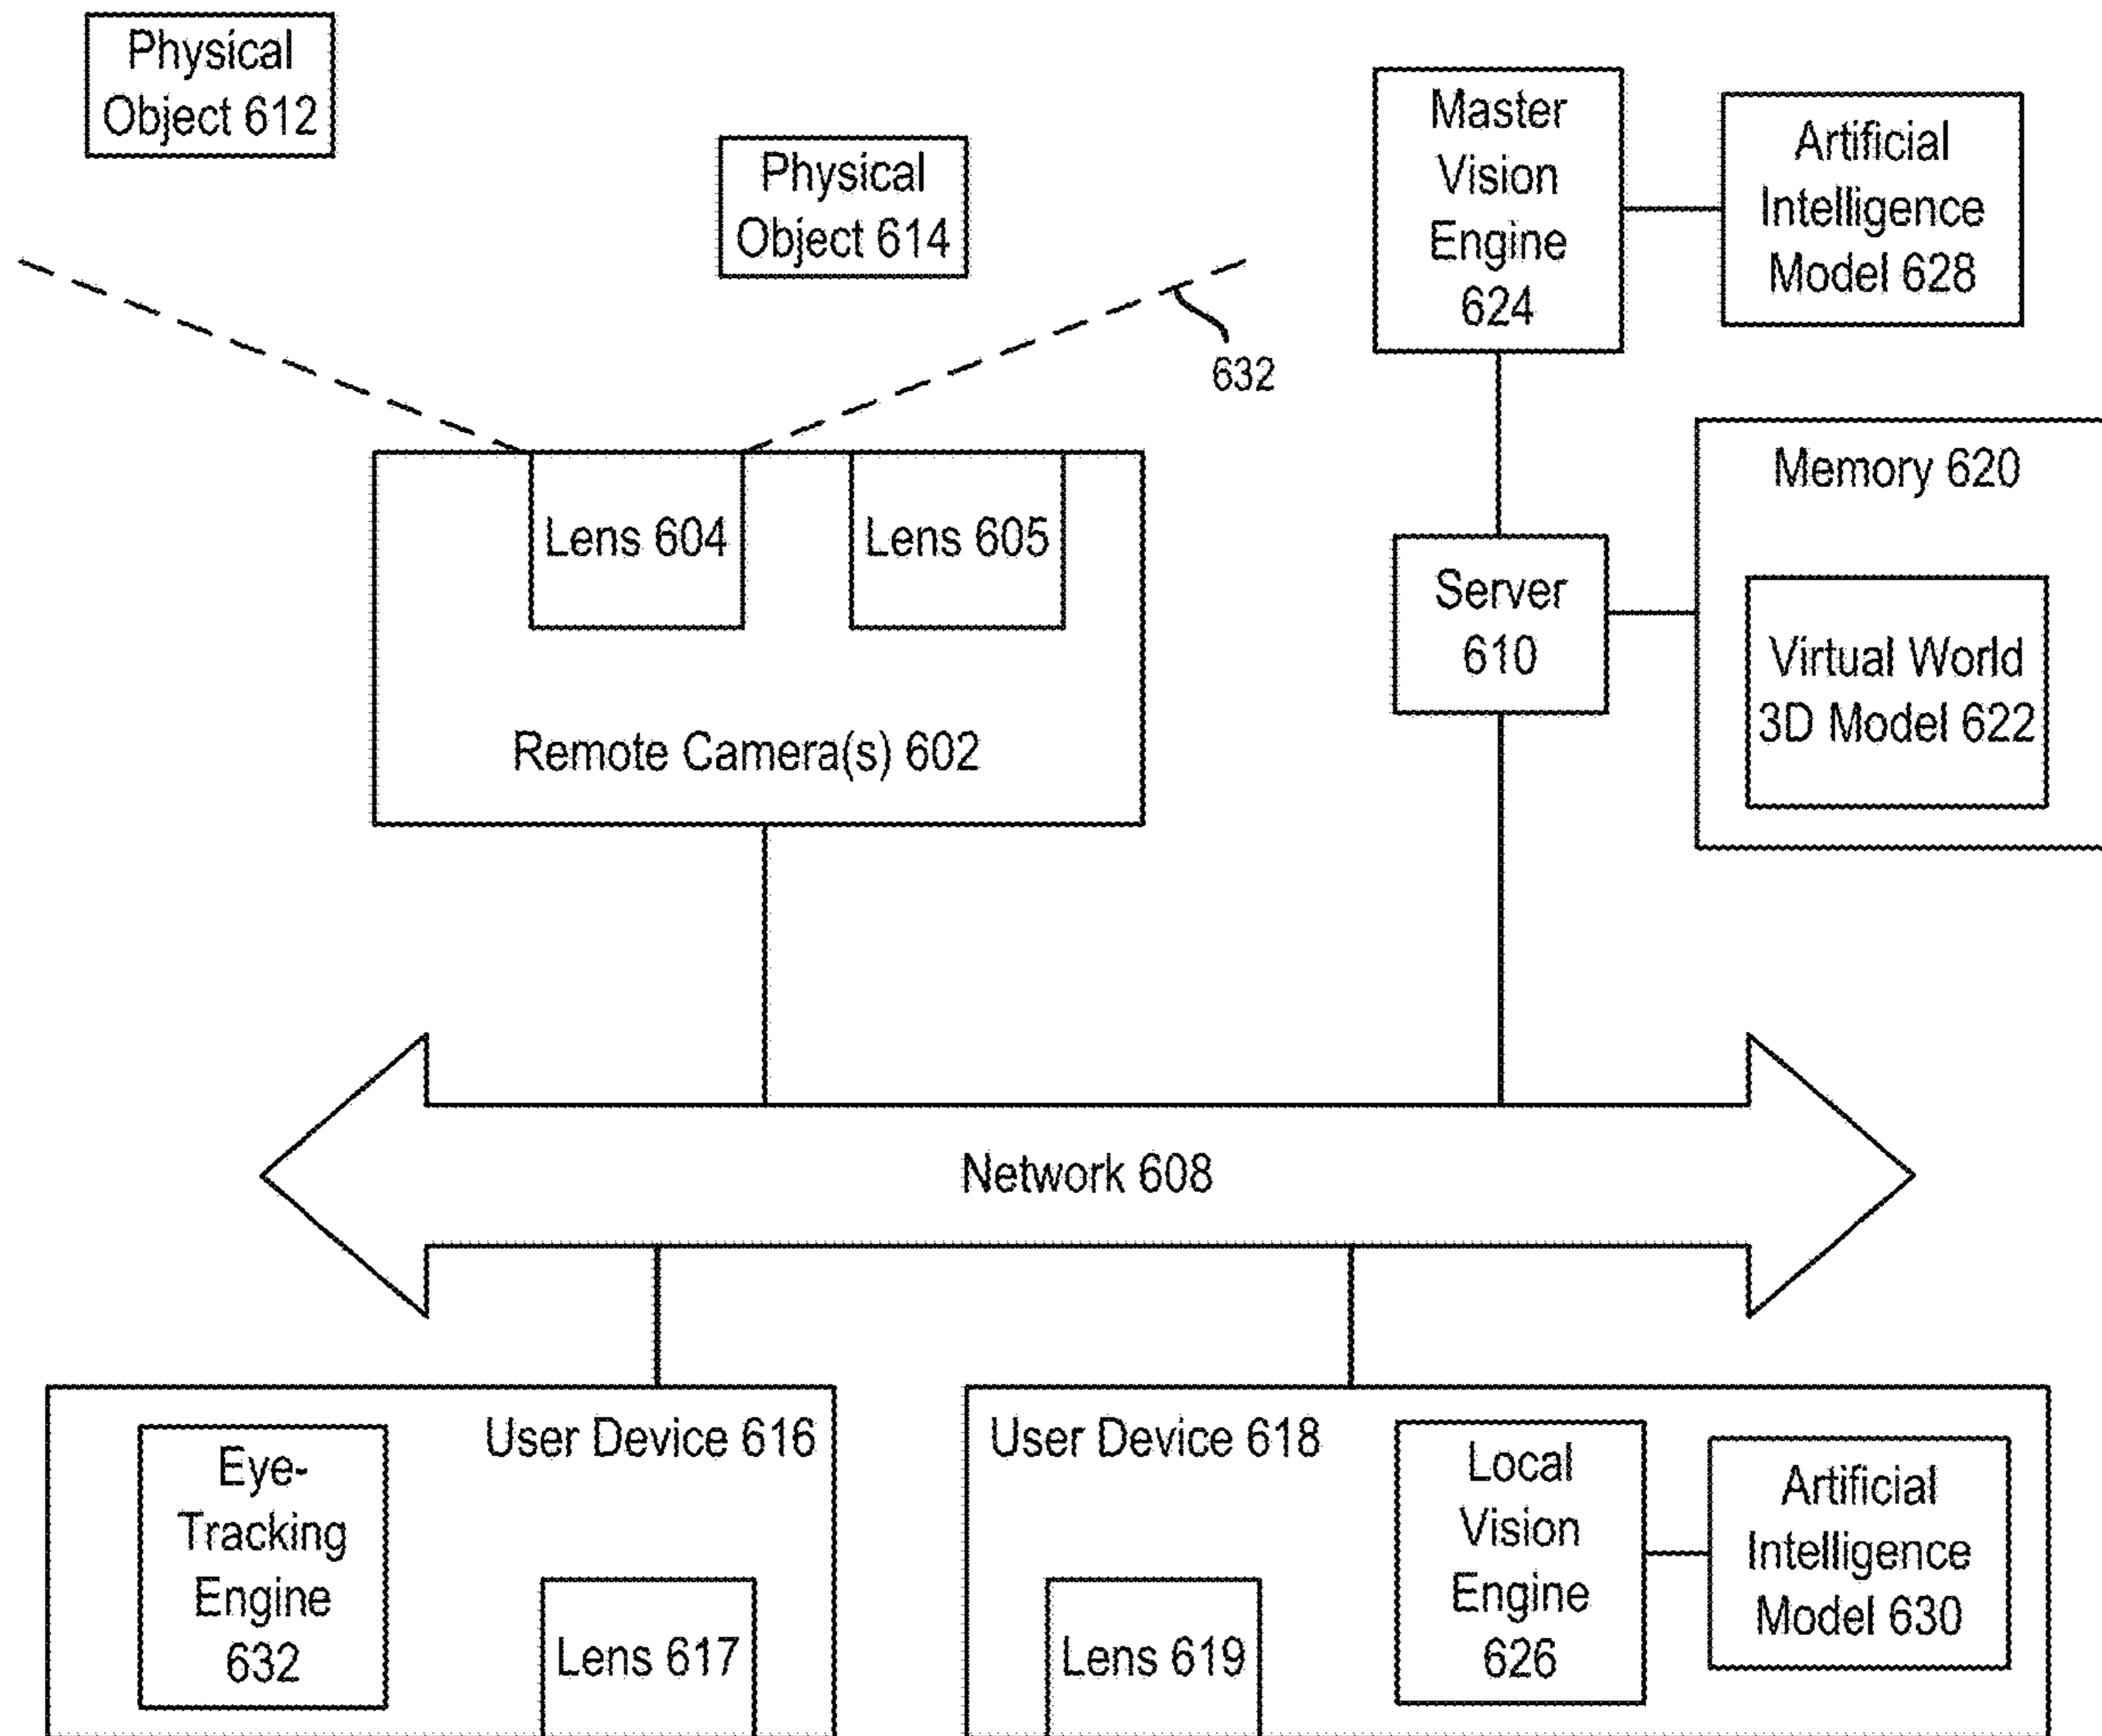 Physical
Object 612
Physical
Object 614
632
Master
Vision
Engine
624
Artificial
Intelligence
Model 628
Lens 604
Lens 605
Remote Camera(s) 602
Server
610
Memory 620
Virtual World
3D Model 622
Network 608
User Device 616
Eye-
Tracking
Engine
632
Lens 617
User Device 618
Lens 619
Local
Vision
Engine
626
Artificial
Intelligence
Model 630